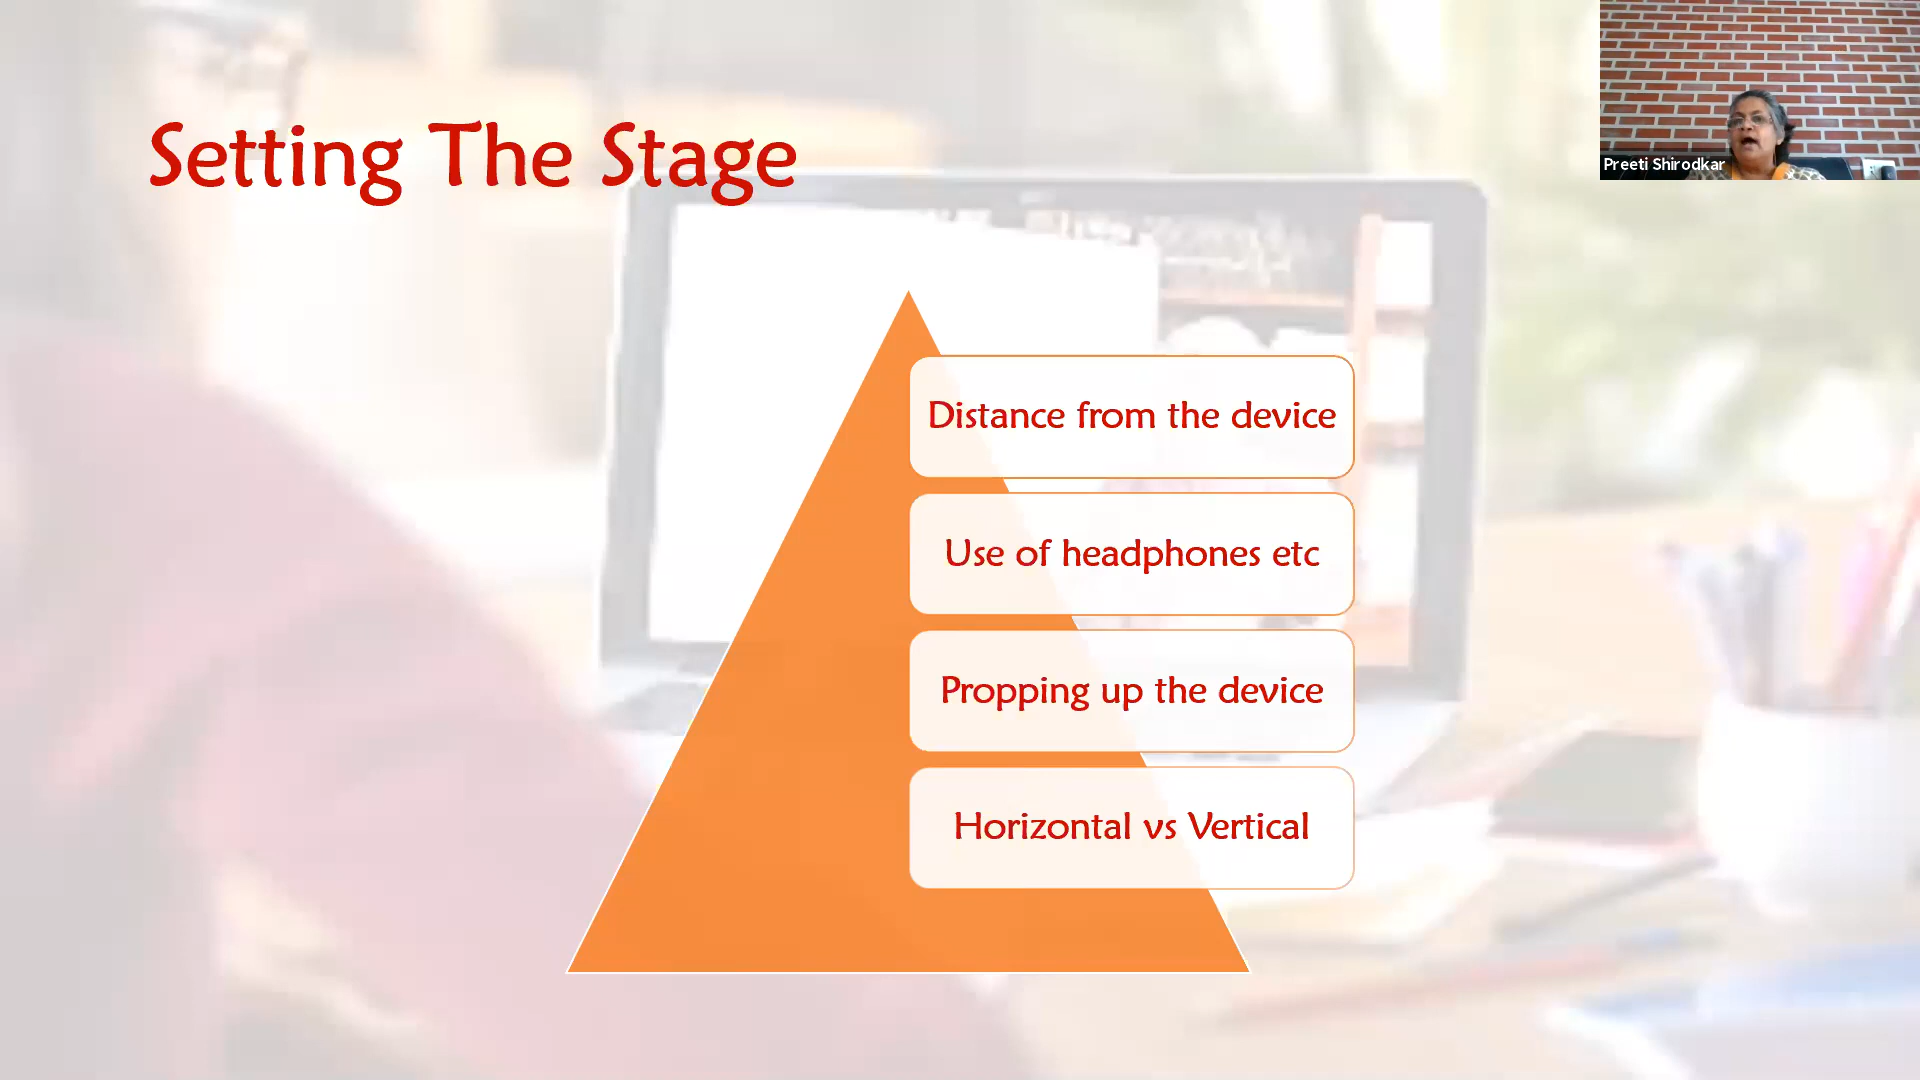 Setting The Stage
Preeti Shirodkar
Distance from the device
Use of headphones etc
Propping up the device
Horizontal vs Vertical